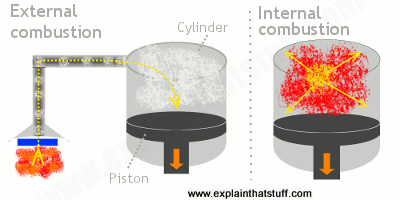 External
combustion
Cylinder
Piston
Internal
combustion
www.explainthatstuff.com